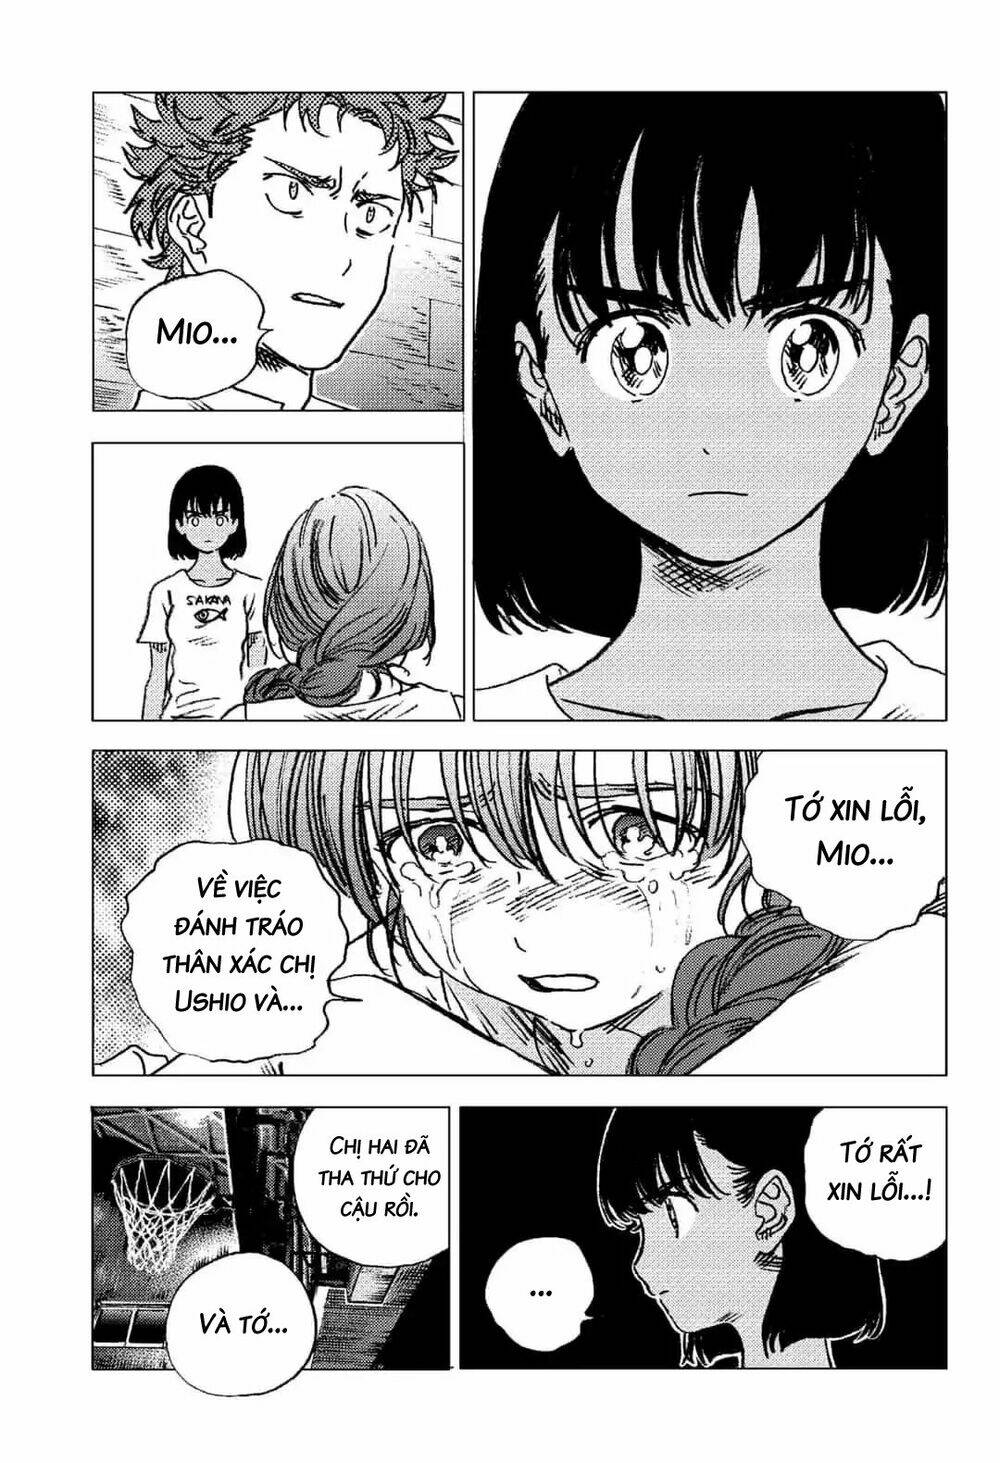 MIO...
SAKANA
TỚ XIN LỖI,
MIO...
VỀ VIỆC
ĐÁNH TRÁO
THÂN XÁC CHỊ
USHIO VÀ...
TỚ RẤT
XIN LỖI...!
...
CHỊ HAI ĐÃ
THA THỨ CHO
CẬU RỒI.
VÀ TỚ...